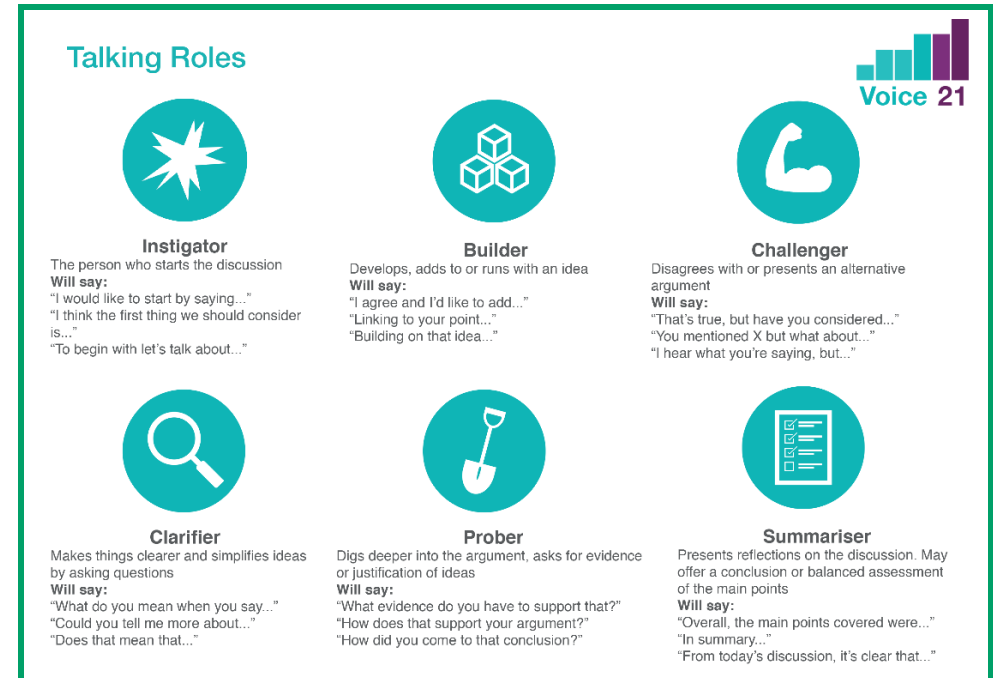 Talking Roles
Voice 21
Instigator
The person who starts the discussion
Will say:
“I would like to start by saying...”
“I think the first thing we should consider
is...”
“To begin with let’s talk about...”
Builder
Develops, adds to or runs with an idea
Will say:
“I agree and I’d like to add...”
“Linking to your point...”
“Building on that idea...”
Challenger
Disagrees with or presents an alternative
argument
Will say:
“That’s true, but have you considered...”
“You mentioned X but what about...”
“I hear what you’re saying, but...”
Clarifier
Makes things clearer and simplifies ideas
by asking questions
Will say:
“What do you mean when you say...”
“Could you tell me more about...”
“Does that mean that...”
Prober
Digs deeper into the argument, asks for evidence
or justification of ideas
Will say:
“What evidence do you have to support that?”
“How does that support your argument?”
“How did you come to that conclusion?”
Summariser
Presents reflections on the discussion. May
offer a conclusion or balanced assessment
of the main points
Will say:
“Overall, the main points covered were...”
“In summary...”
“From today’s discussion, it’s clear that...”